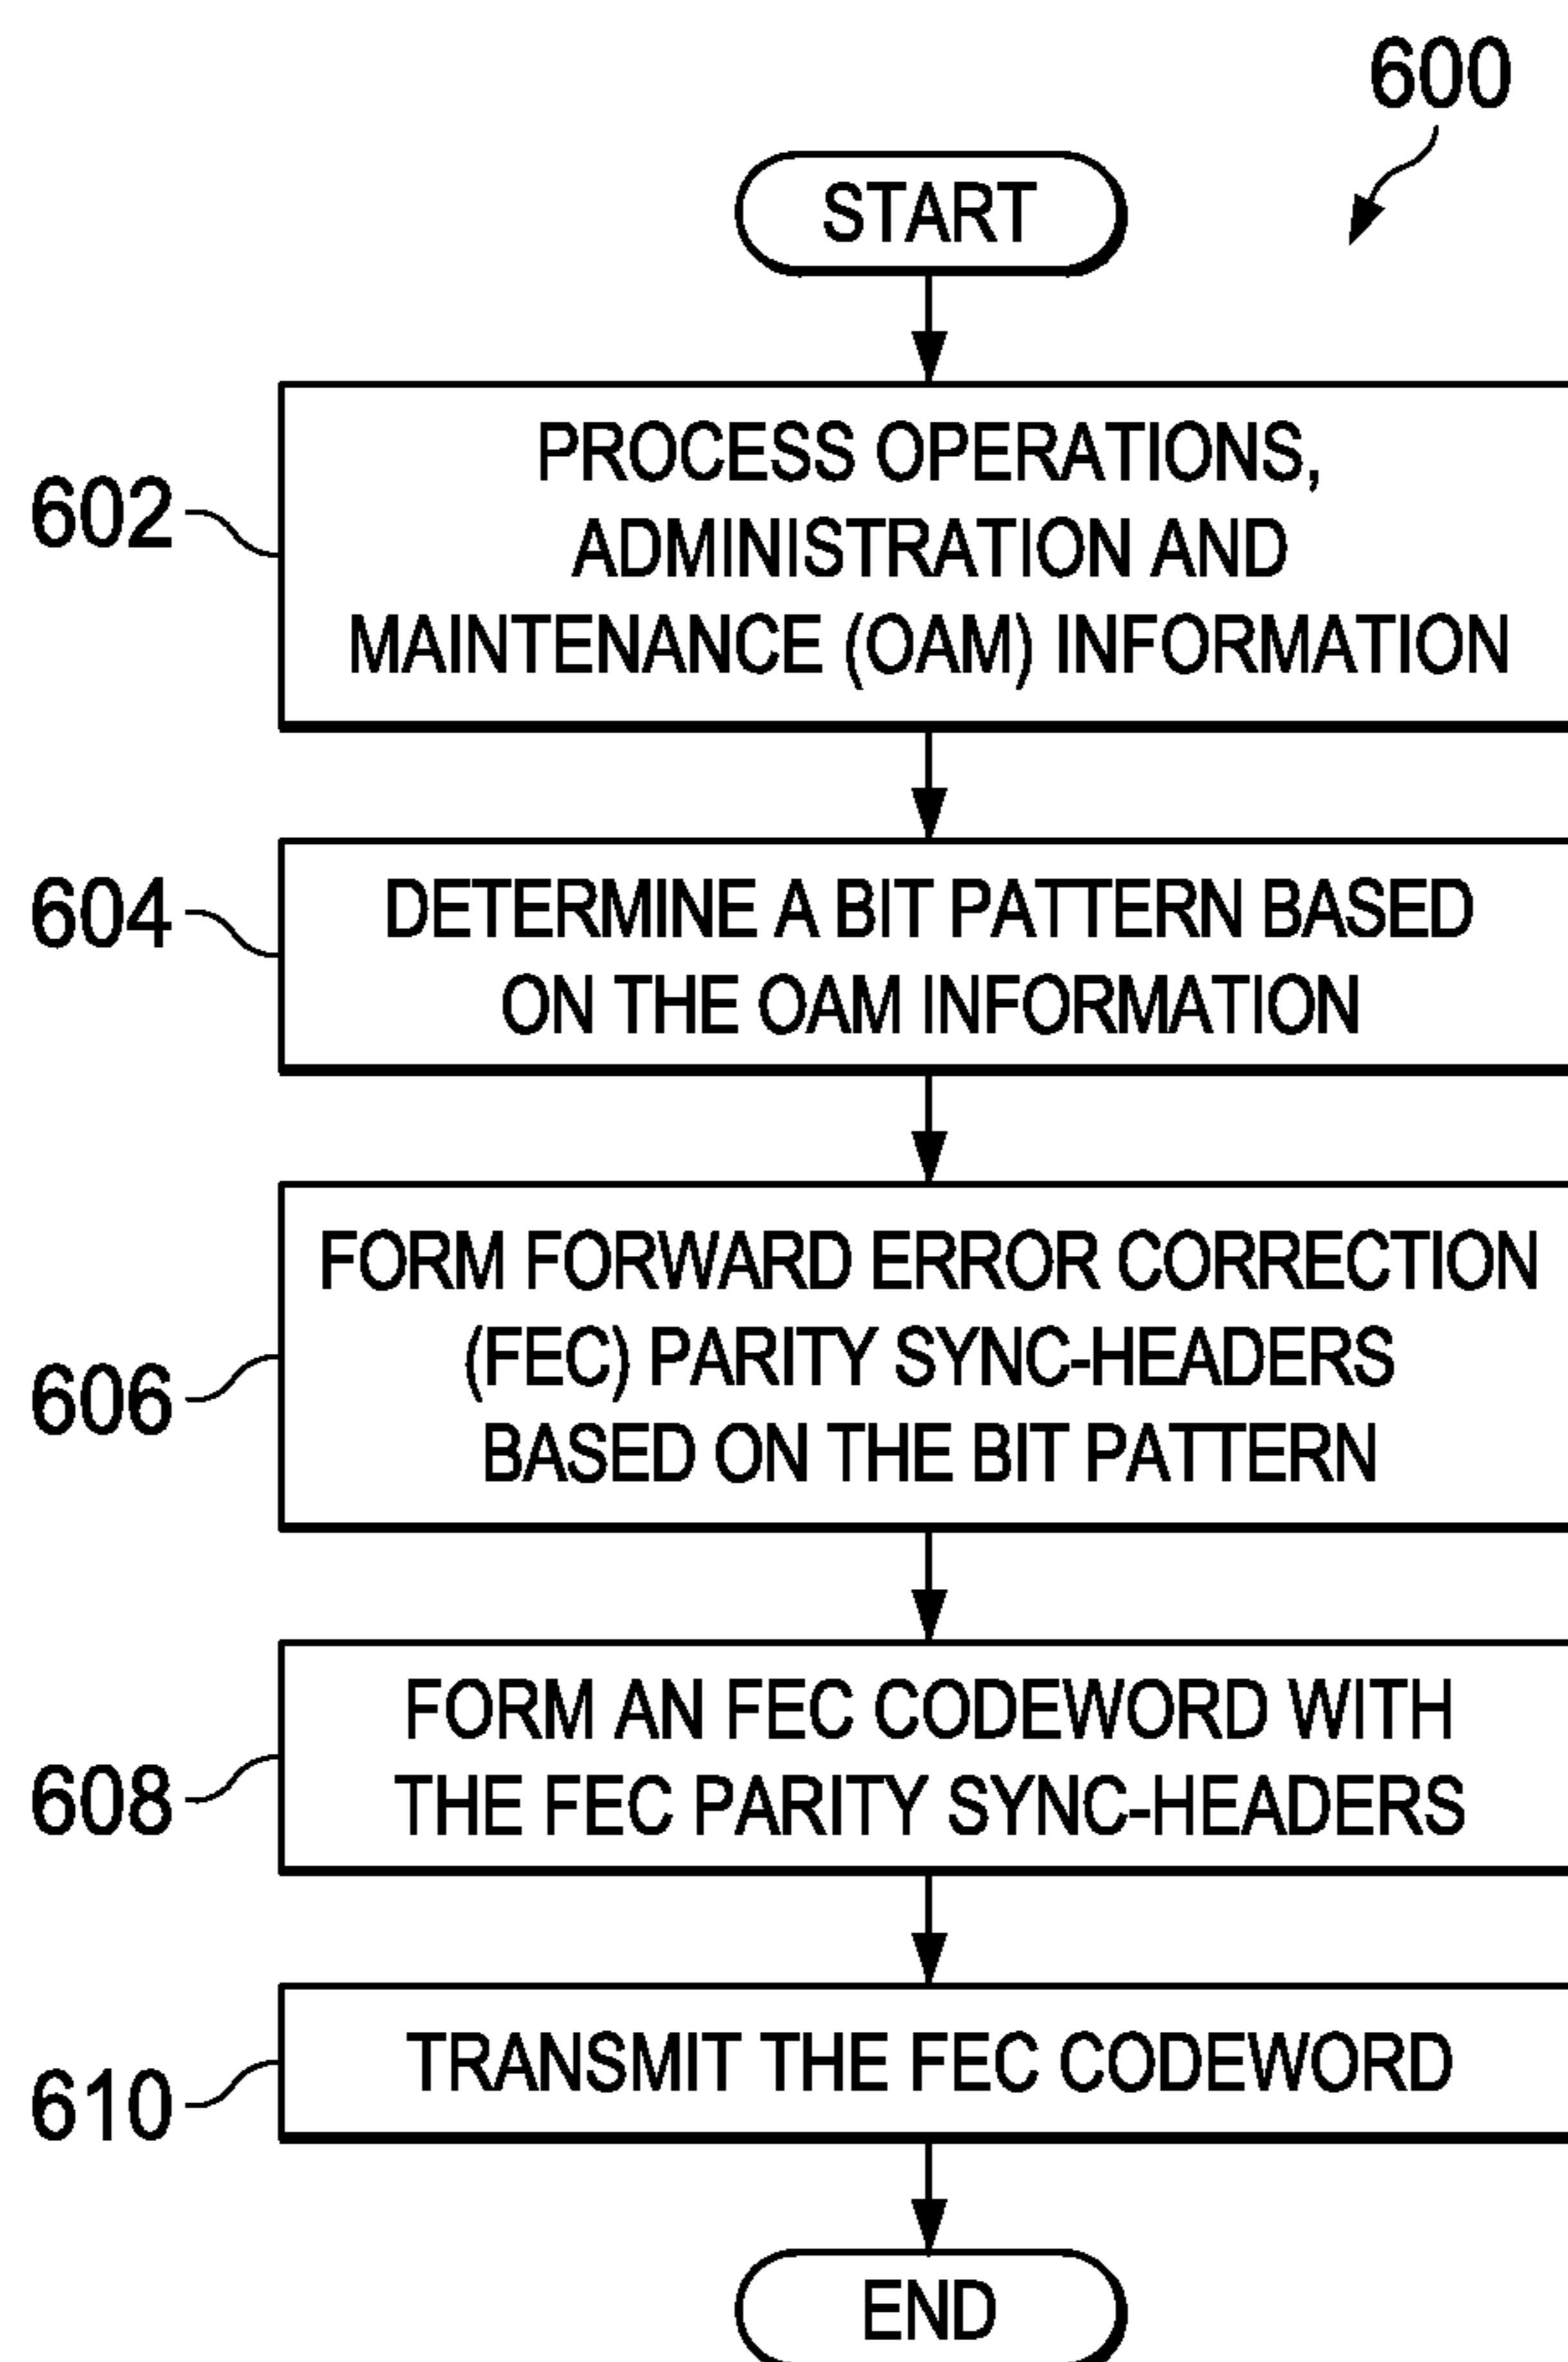 600
START
602
PROCESS OPERATIONS,
ADMINISTRATION AND
MAINTENANCE (OAM) INFORMATION
604
DETERMINE A BIT PATTERN BASED
ON THE OAM INFORMATION
606
FORM FORWARD ERROR CORRECTION
(FEC) PARITY SYNC-HEADERS
BASED ON THE BIT PATTERN
608
FORM AN FEC CODEWORD WITH
THE FEC PARITY SYNC-HEADERS
610
TRANSMIT THE FEC CODEWORD
END